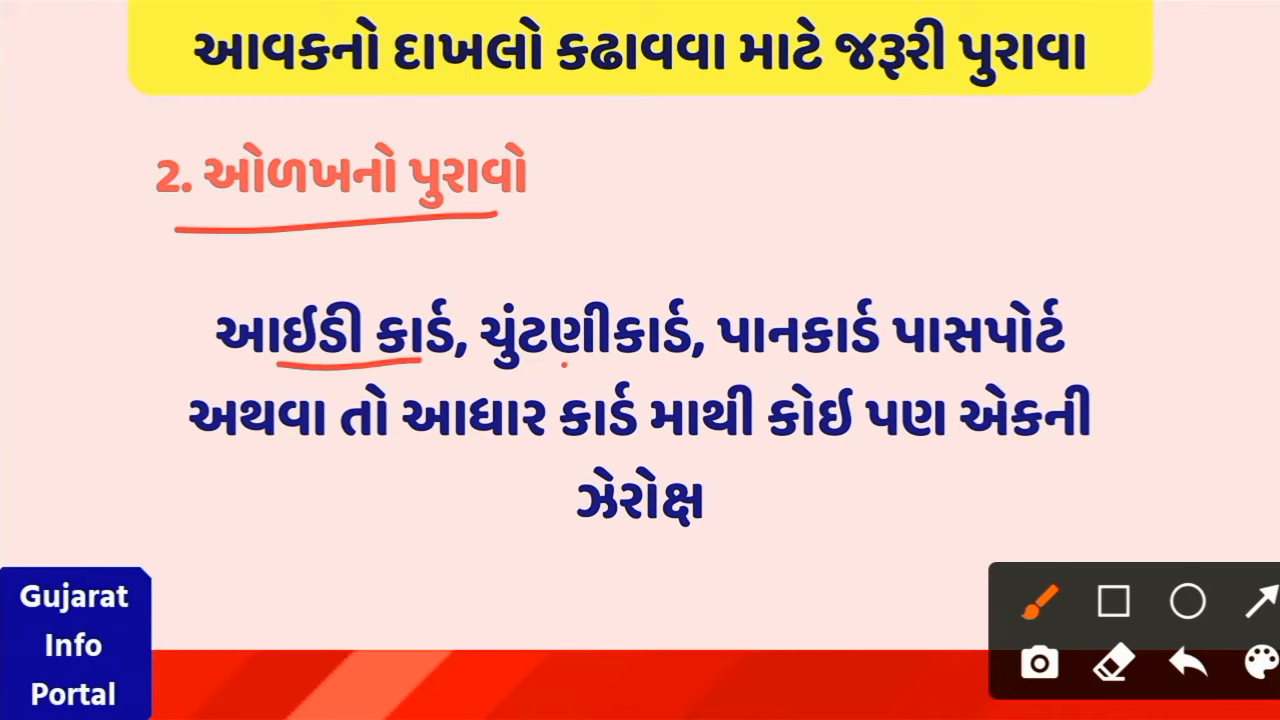 આવકનો દાખલો કઢાવવા માટે જરૂરી પુરાવા
2. ઓળખનો પુરાવો
આઈડી કાર્ડ, ચુંટણીકાર્ડ, પાનકાર્ડ પાસપોર્ટ
અથવા તો આધાર કાર્ડ માથી કોઇ પણ એકની
ઝેરોક્ષ
Gujarat
Info
Portal